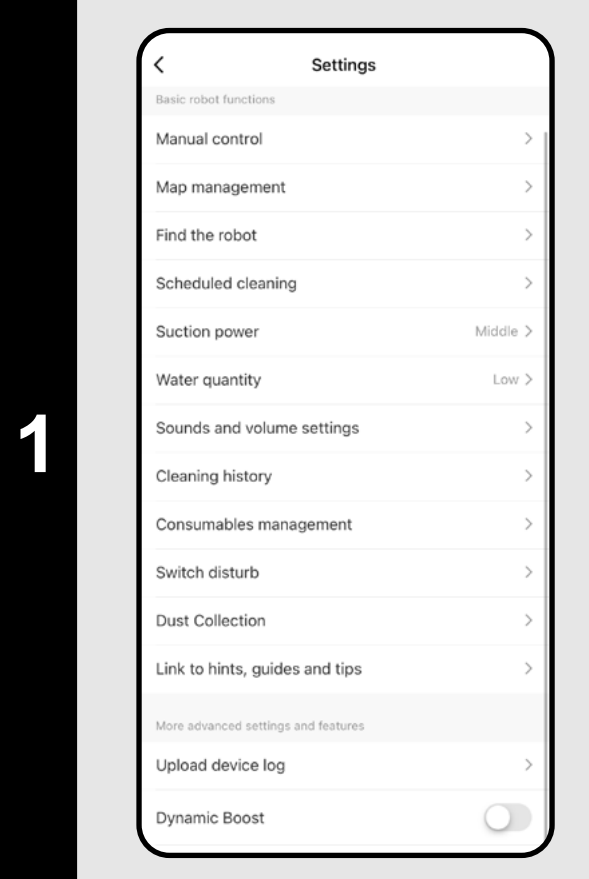 1
Settings
Basic robot functions
Manual control
Map management
Find the robot
Scheduled cleaning
Suction power Middle
Water quantity Low
Sounds and volume settings
Cleaning history
Consumables management
Switch disturb
Dust Collection
Link to hints, guides and tips
More advanced settings and features
Upload device log
Dynamic Boost